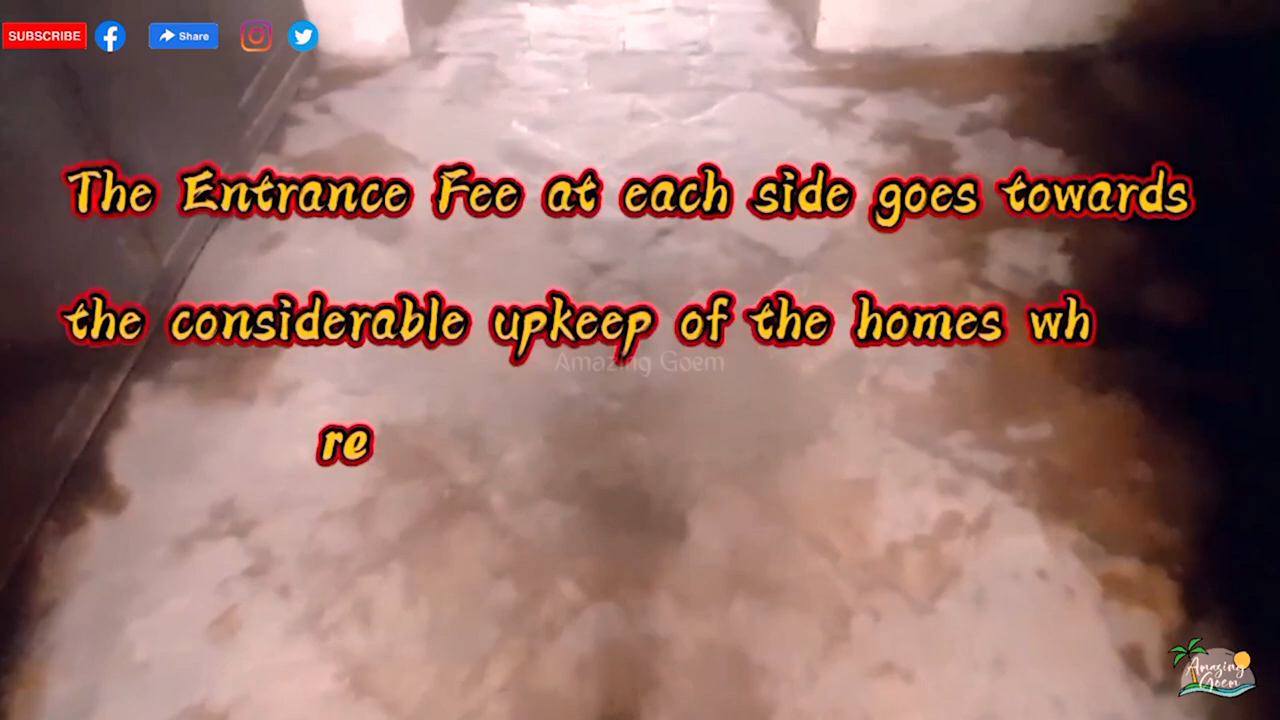 SUBSCRIBE
Share
The Entrance Fee at each side goes towards
the considerable upkeep of the homes wh
Amazing Goem
re
Amazing
Goem